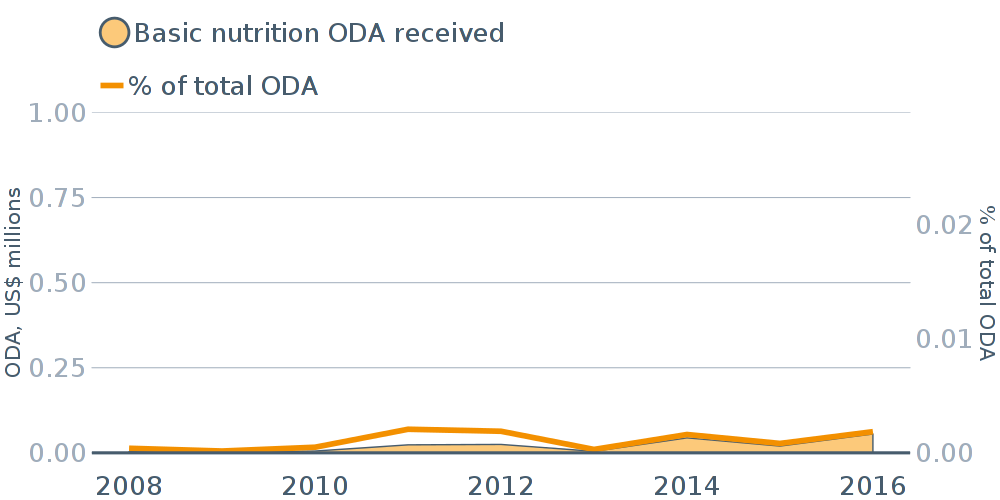 Basic nutrition ODA received
% of total ODA
1.00
0.75
0.50
0.25
0.00
ODA, US$ millions
0.02
0.01
0.00
% of total ODA
2008 2010 2012 2014 2016